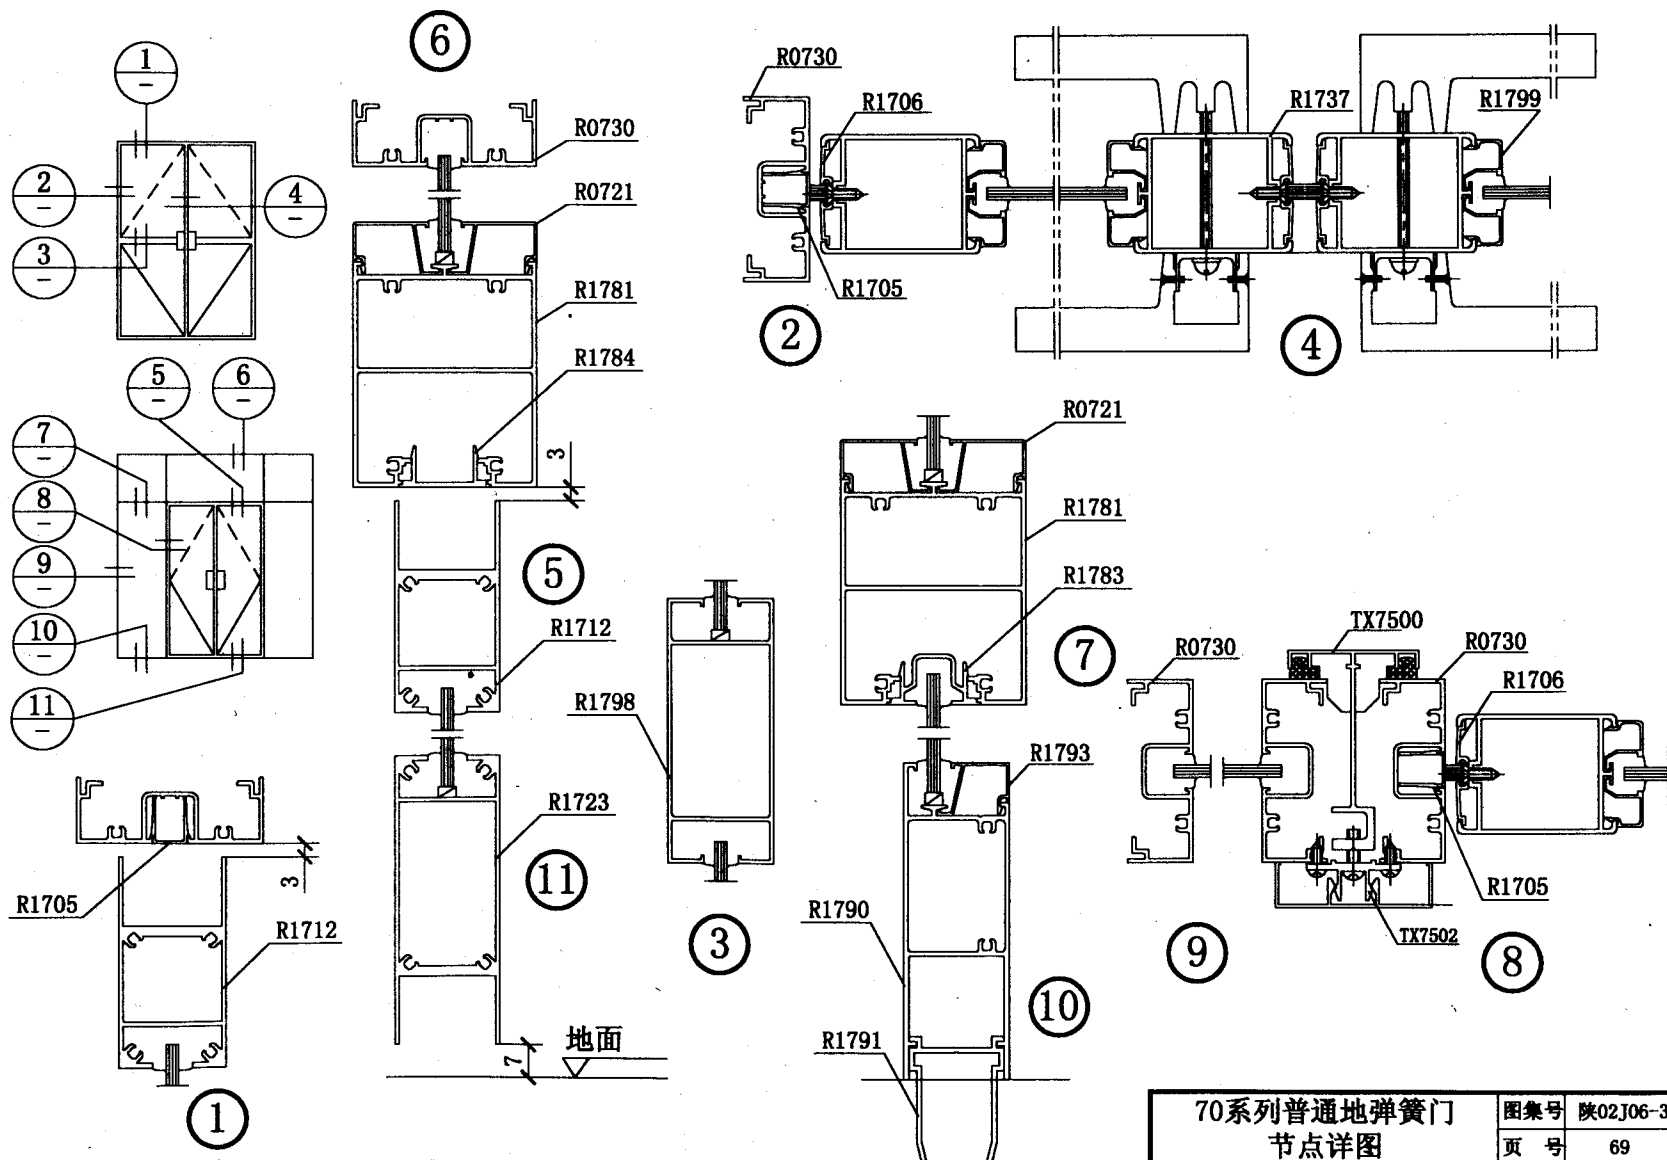 1
–
2
–
3
–
4
–
5
–
6
–
7
–
8
–
9
–
10
–
11
–
6
R0730
R0721
R1781
R1784
3
5
R1712
R1723
11
地面
7
R1705
3
R1712
1
R1798
3
R0730
R1706
R1705
2
R1737
R1799
4
R0721
R1781
R1783
7
R1793
R1790
R1791
10
R0730
9
TX7500
R0730
R1706
R1705
TX7502
8
70系列普通地弹簧门
节点详图
图集号 陕02J06-3
页 号 69